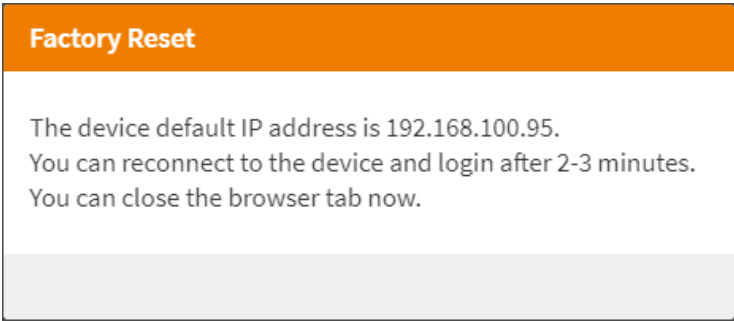 Factory Reset
The device default IP address is 192.168.100.95.
You can reconnect to the device and login after 2-3 minutes.
You can close the browser tab now.